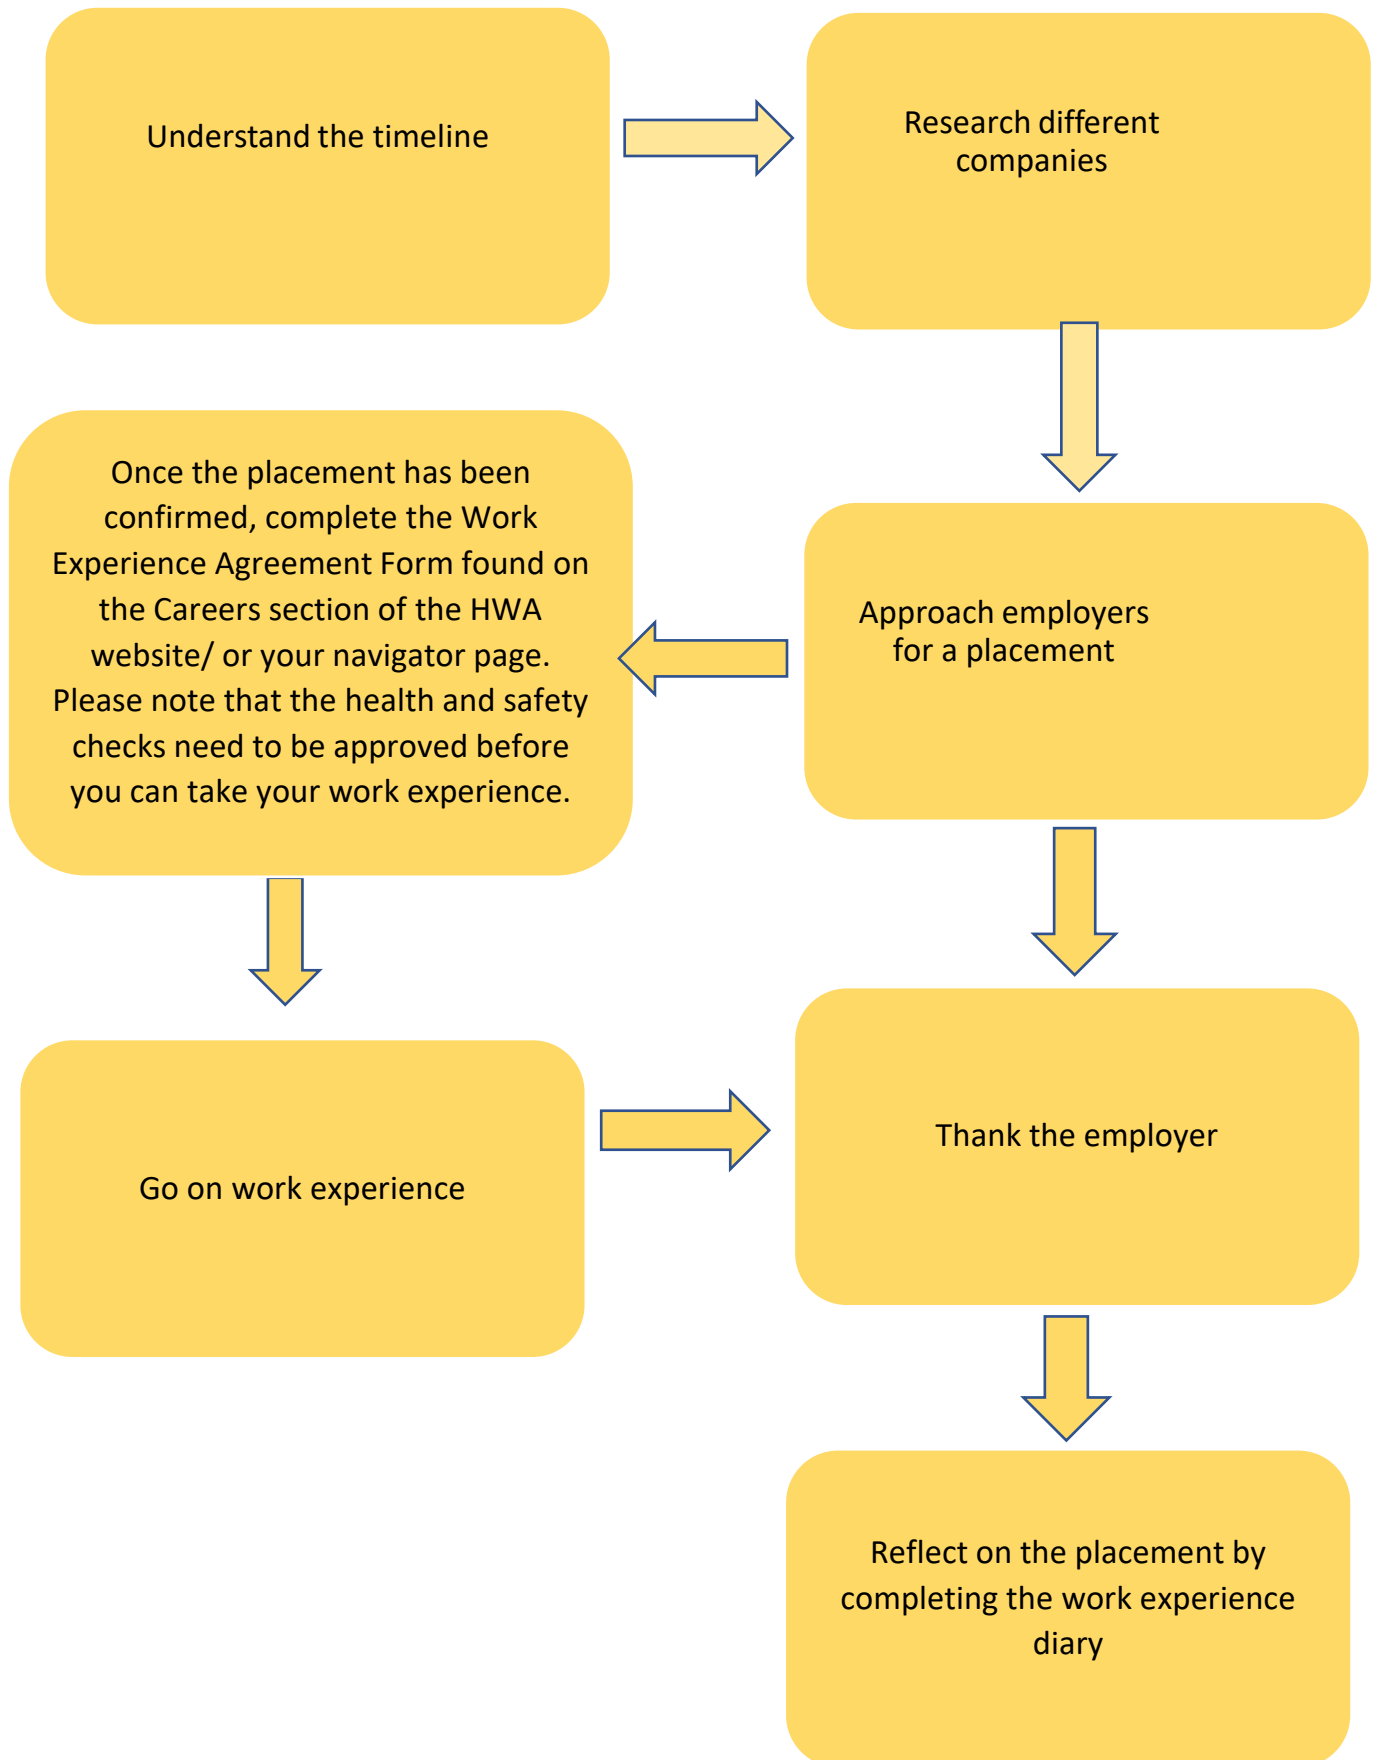 Understand the timeline
Research different
companies
Once the placement has been
confirmed, complete the Work
Experience Agreement Form found on
the Careers section of the HWA
website/ or your navigator page.
Please note that the health and safety
checks need to be approved before
you can take your work experience.
Approach employers
for a placement
Go on work experience
Thank the employer
Reflect on the placement by
completing the work experience
diary